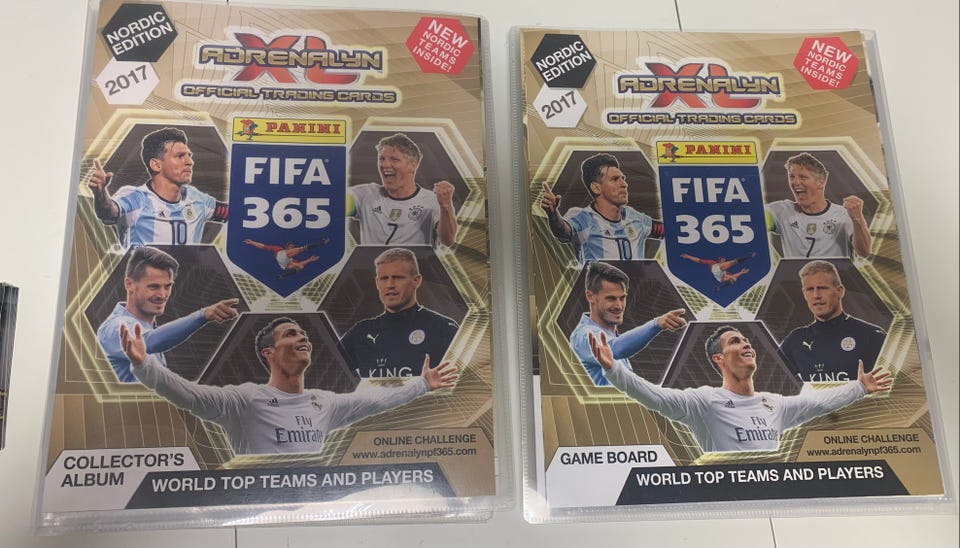 NORDIC
EDITION
2017
ADRENALYN
XL
OFFICIAL TRADING CARDS
NEW
NORDIC
TEAMS
INSIDE!
PANINI
FIFA
365
10
7
KING
Fly
Emirates
ONLINE CHALLENGE
www.adrenalynpf365.com
COLLECTOR'S
ALBUM
WORLD TOP TEAMS AND PLAYERS
NORDIC
EDITION
2017
ADRENALYN
XL
OFFICIAL TRADING CARDS
NEW
NORDIC
TEAMS
INSIDE!
PANINI
FIFA
365
10
7
KING
Fly
Emirates
ONLINE CHALLENGE
www.adrenalynpf365.com
GAME BOARD
WORLD TOP TEAMS AND PLAYERS